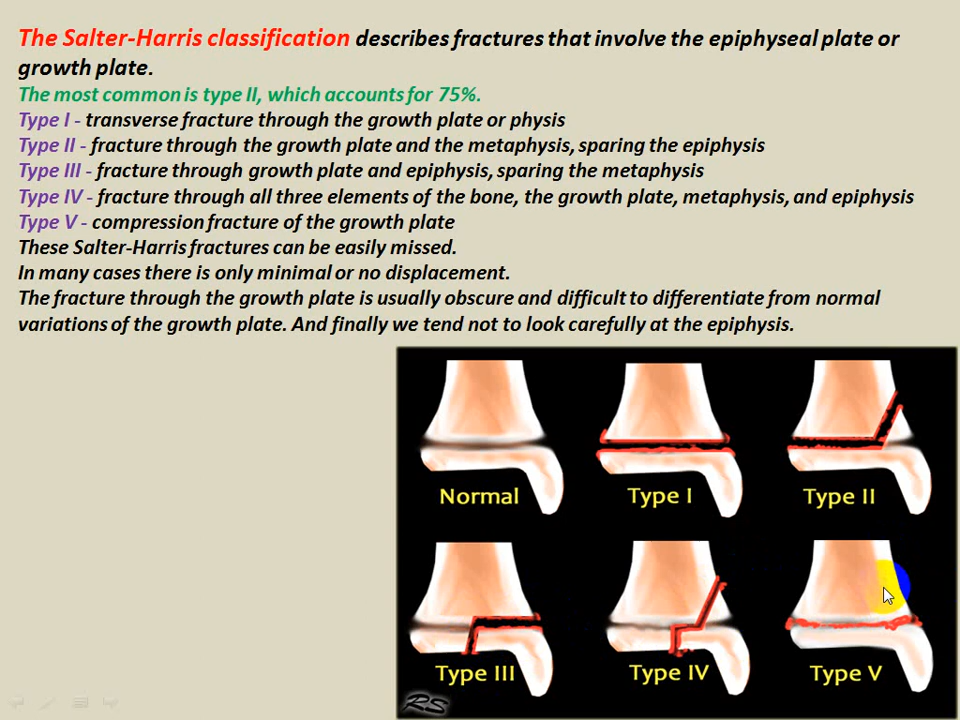 The Salter-Harris classification describes fractures that involve the epiphyseal plate or
growth plate.
The most common is type II, which accounts for 75%.
Type I - transverse fracture through the growth plate or physis
Type II - fracture through the growth plate and the metaphysis, sparing the epiphysis
Type III - fracture through growth plate and epiphysis, sparing the metaphysis
Type IV - fracture through all three elements of the bone, the growth plate, metaphysis, and epiphysis
Type V - compression fracture of the growth plate
These Salter-Harris fractures can be easily missed.
In many cases there is only minimal or no displacement.
The fracture through the growth plate is usually obscure and difficult to differentiate from normal
variations of the growth plate. And finally we tend not to look carefully at the epiphysis.
Normal
Type I
Type II
Type III
Type IV
Type V
RS